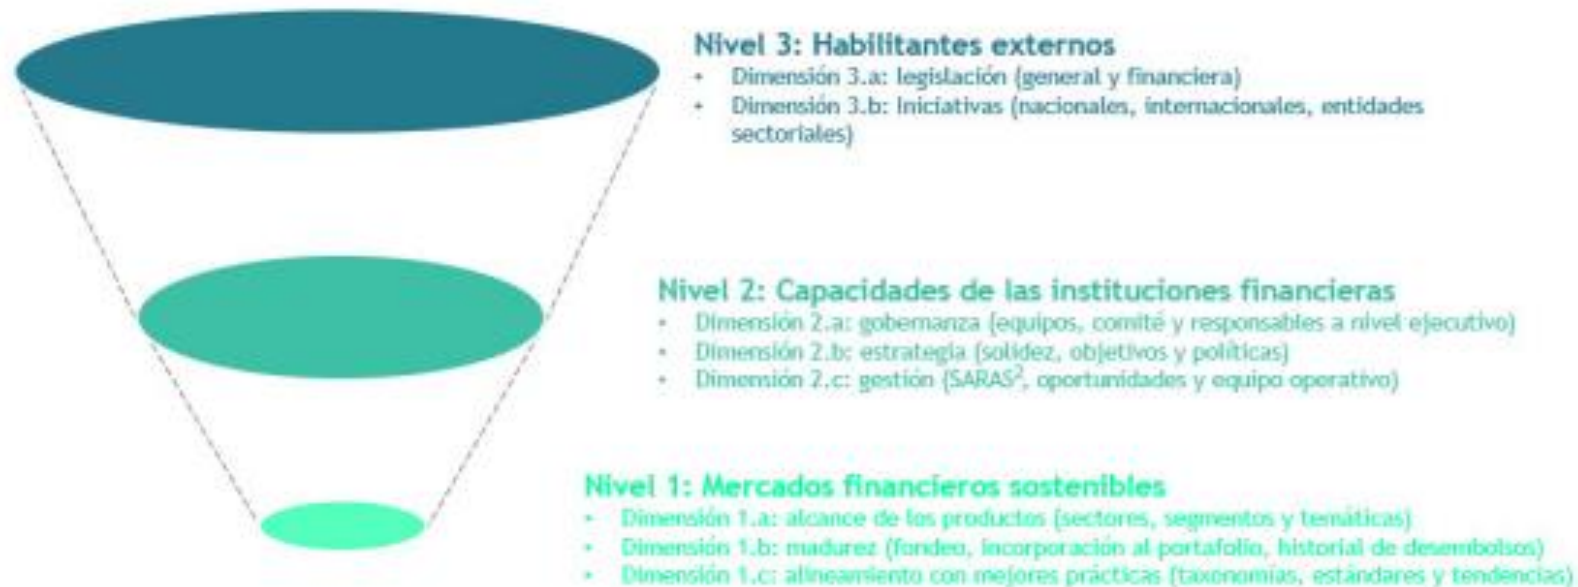 Nivel 3: Habilitantes externos
• Dimensión 3.a: legislación (general y financiera)
• Dimensión 3.b: Iniciativas (nacionales, internacionales, entidades
sectoriales)
Nivel 2: Capacidades de las instituciones financieras
• Dimensión 2.a: gobernanza (equipos, comité y responsables a nivel ejecutivo)
• Dimensión 2.b: estrategia (solidez, objetivos y políticas)
• Dimensión 2.c: gestión (SARAS², oportunidades y equipo operativo)
Nivel 1: Mercados financieros sostenibles
• Dimensión 1.a: alcance de los productos (sectores, segmentos y temáticas)
• Dimensión 1.b: madurez (fondeo, incorporación al portafolio, historial de desembolsos)
• Dimensión 1.c: alineamiento con mejores prácticas (taxonomías, estándares y tendencias)